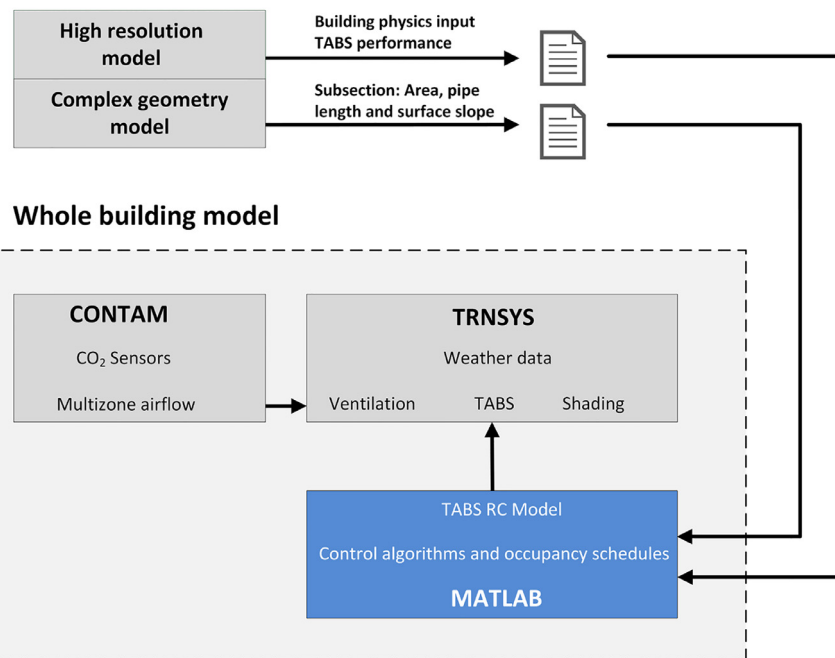 High resolution
model
Building physics input
TABS performance
Complex geometry
model
Subsection: Area, pipe
length and surface slope
Whole building model
CONTAM
CO₂ Sensors
Multizone airflow
TRNSYS
Weather data
Ventilation TABS Shading
TABS RC Model
Control algorithms and occupancy schedules
MATLAB